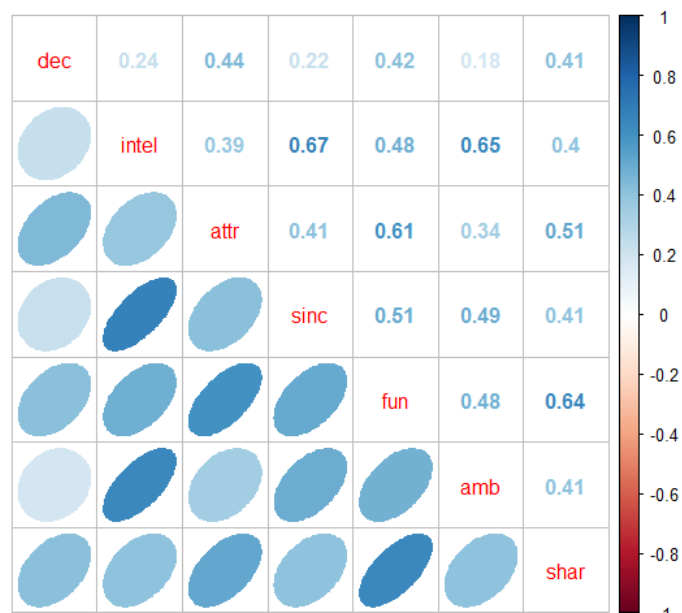 dec 0.24 0.44 0.22 0.42 0.18 0.41
intel 0.39 0.67 0.48 0.65 0.4
attr 0.41 0.61 0.34 0.51
sinc 0.51 0.49 0.41
fun 0.48 0.64
amb 0.41
shar
1
0.8
0.6
0.4
0.2
0
-0.2
-0.4
-0.6
-0.8
-1